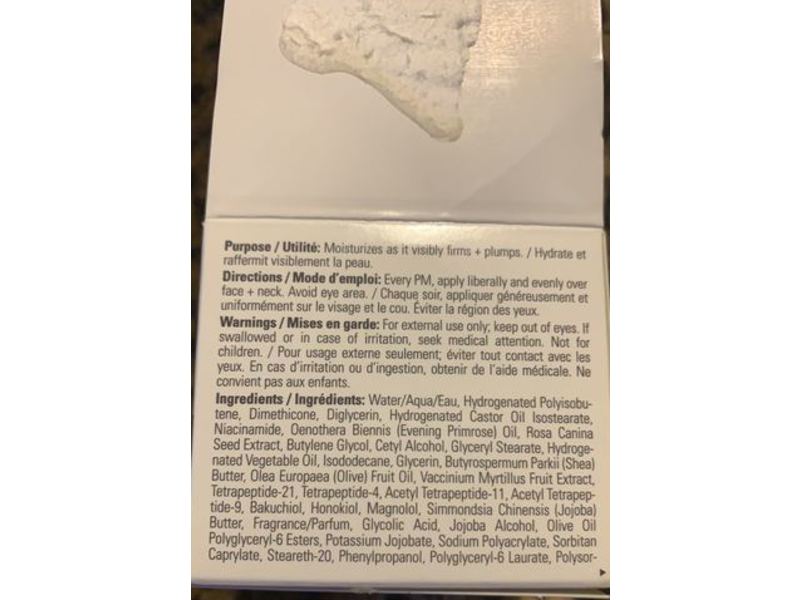 Purpose / Utilité: Moisturizes as it visibly firms + plumps. / Hydrate et
raffermit visiblement la peau.
Directions / Mode d'emploi: Every PM, apply liberally and evenly over
face + neck. Avoid eye area. / Chaque soir, appliquer généreusement et
uniformément sur le visage et le cou. Éviter la région des yeux.
Warnings / Mises en garde: For external use only; keep out of eyes. If
swallowed or in case of irritation, seek medical attention. Not for
children. / Pour usage externe seulement; éviter tout contact avec les
yeux. En cas d'irritation ou d'ingestion, obtenir de l'aide médicale. Ne
convient pas aux enfants.
Ingredients / Ingrédients: Water/Aqua/Eau, Hydrogenated Polyisobu-
tene, Dimethicone, Diglycerin, Hydrogenated Castor Oil Isostearate,
Niacinamide, Oenothera Biennis (Evening Primrose) Oil, Rosa Canina
Seed Extract, Butylene Glycol, Cetyl Alcohol, Glyceryl Stearate, Hydroge-
nated Vegetable Oil, Isododecane, Glycerin, Butyrospermum Parkii (Shea)
Butter, Olea Europaea (Olive) Fruit Oil, Vaccinium Myrtillus Fruit Extract,
Tetrapeptide-21, Tetrapeptide-4, Acetyl Tetrapeptide-11, Acetyl Tetrapep-
tide-9, Bakuchiol, Honokiol, Magnolol, Simmondsia Chinensis (Jojoba)
Butter, Fragrance/Parfum, Glycolic Acid, Jojoba Alcohol, Olive Oil
Polyglyceryl-6 Esters, Potassium Jojobate, Sodium Polyacrylate, Sorbitan
Caprylate, Steareth-20, Phenylpropanol, Polyglyceryl-6 Laurate, Polysor-